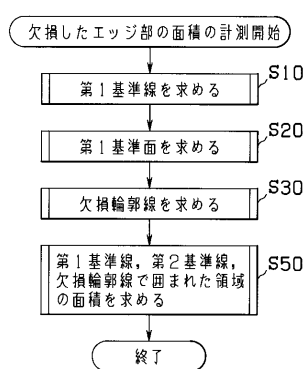 欠損したエッジ部の面積の計測開始
S10
第1基準線を求める
S20
第1基準面を求める
S30
欠損輪郭線を求める
S50
第1基準線,第2基準線,
欠損輪郭線で囲まれた領域
の面積を求める
終了